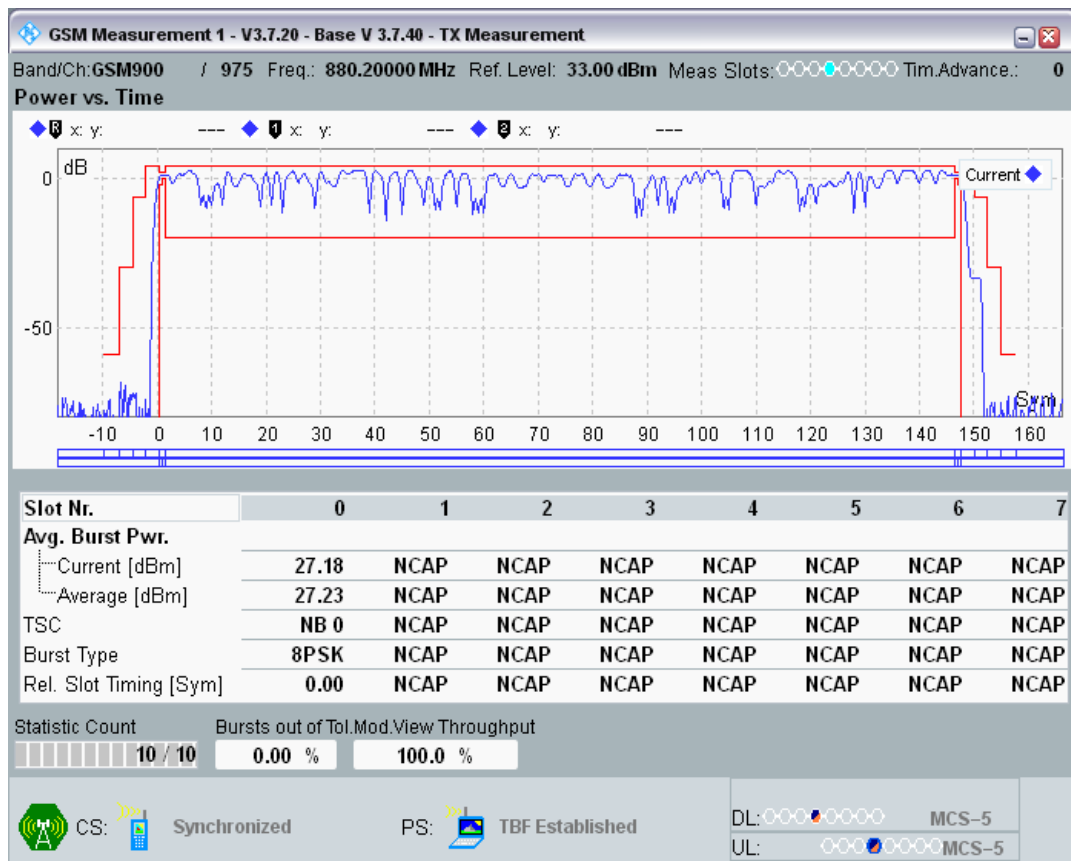 GSM Measurement 1 - V3.7.20 - Base V 3.7.40 - TX Measurement
Band/Ch:GSM900 / 975 Freq.: 880.20000 MHz Ref. Level: 33.00 dBm Meas Slots: Tim.Advance.: 0
Power vs. Time
R x: y: --- 1 x: y: --- 2 x: y: ---
dB
0
Current
-50
Sym
-10 0 10 20 30 40 50 60 70 80 90 100 110 120 130 140 150 160
Slot Nr. 0 1 2 3 4 5 6 7
Avg. Burst Pwr.
Current [dBm] 27.18 NCAP NCAP NCAP NCAP NCAP NCAP NCAP
Average [dBm] 27.23 NCAP NCAP NCAP NCAP NCAP NCAP NCAP
TSC NB 0 NCAP NCAP NCAP NCAP NCAP NCAP NCAP
Burst Type 8PSK NCAP NCAP NCAP NCAP NCAP NCAP NCAP
Rel. Slot Timing [Sym] 0.00 NCAP NCAP NCAP NCAP NCAP NCAP NCAP
Statistic Count Bursts out of Tol.Mod.View Throughput
10 / 10 0.00 % 100.0 %
CS: Synchronized PS: TBF Established
DL: MCS-5
UL: MCS-5